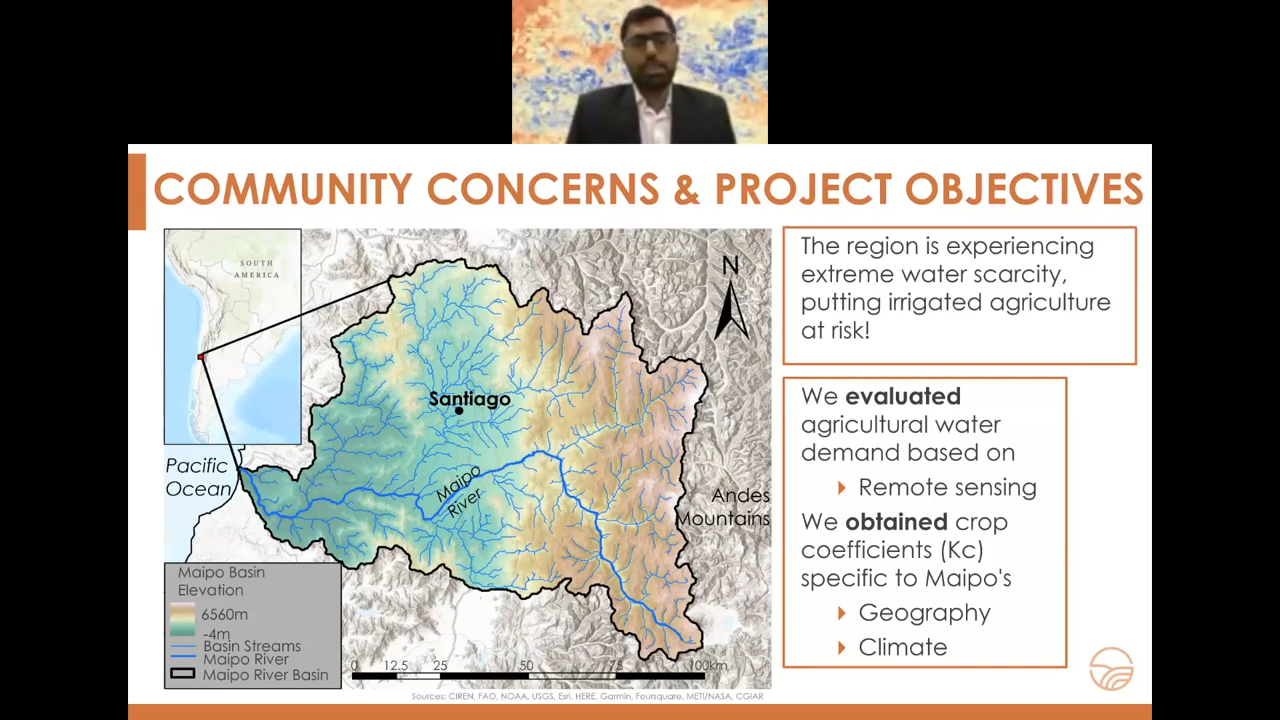 COMMUNITY CONCERNS & PROJECT OBJECTIVES
SOUTH
AMERICA
N
Santiago
Maipo
River
Pacific
Ocean
Andes
Mountains
Maipo Basin
Elevation
6560m
-4m
Basin Streams
Maipo River
Maipo River Basin
0 12.5 25 50 75 100km
Sources: CIREN, FAO, NOAA, USGS, Esri, HERE, Garmin, Foursquare, METI/NASA, CGIAR
The region is experiencing
extreme water scarcity,
putting irrigated agriculture
at risk!
We evaluated
agricultural water
demand based on
Remote sensing
We obtained crop
coefficients (Kc)
specific to Maipo's
Geography
Climate